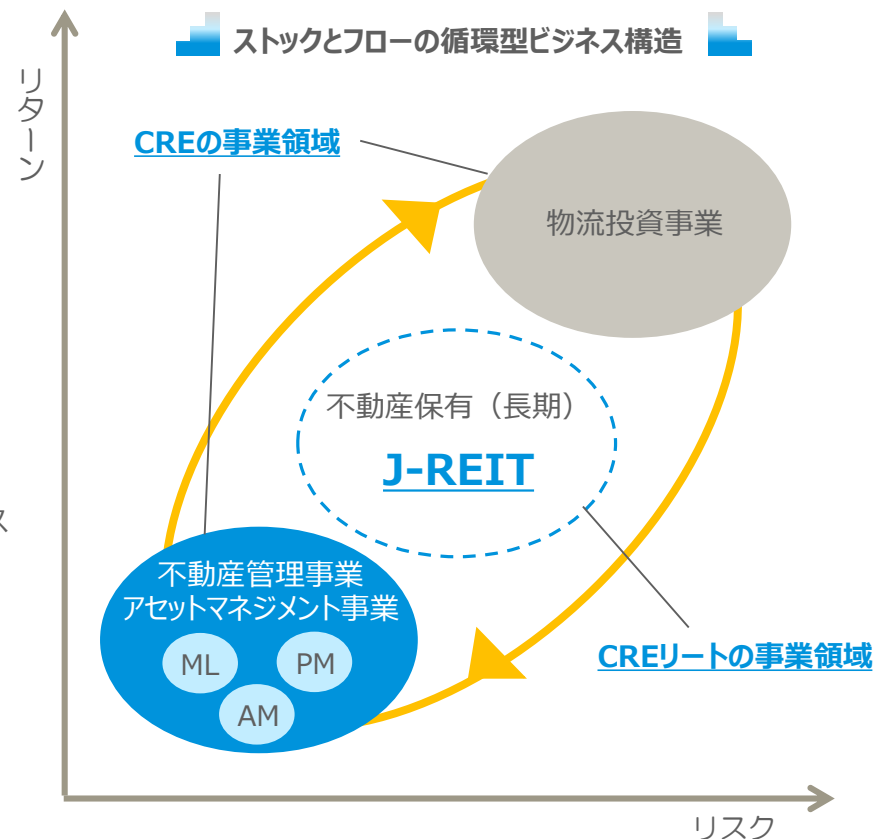 ストックとフローの循環型ビジネス構造
リターン
CREの事業領域
物流投資事業
不動産保有（長期）
J-REIT
ス
不動産管理事業
アセットマネジメント事業
ML
PM
AM
CREリートの事業領域
リスク